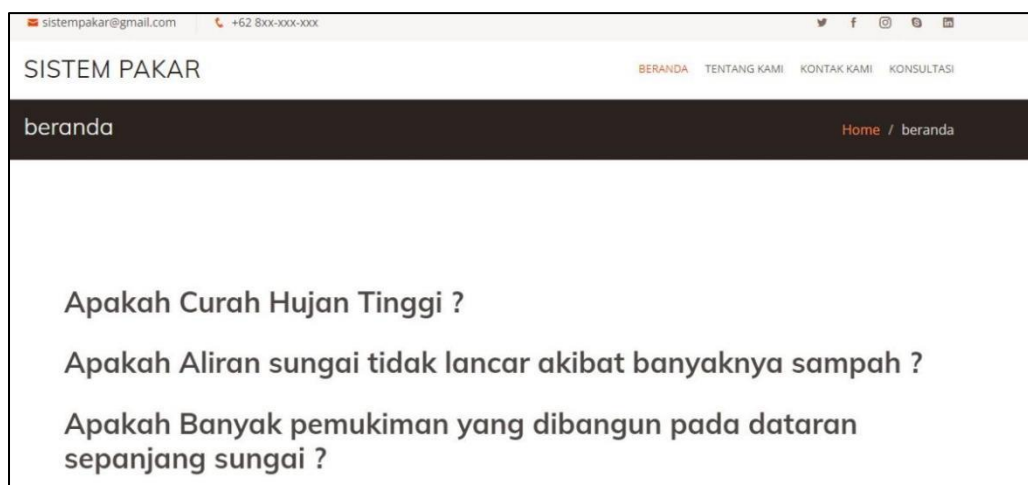 sistempakar@gmail.com +62 8xx-xxx-xxx
SISTEM PAKAR
BERANDA TENTANG KAMI KONTAK KAMI KONSULTASI
beranda
Home / beranda
Apakah Curah Hujan Tinggi ?
Apakah Aliran sungai tidak lancar akibat banyaknya sampah ?
Apakah Banyak pemukiman yang dibangun pada dataran
sepanjang sungai ?